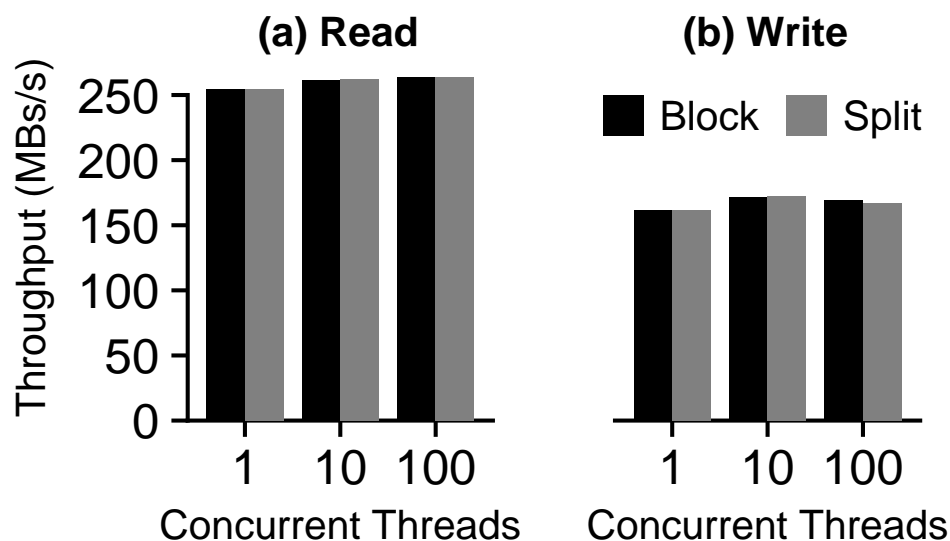 (a) Read
(b) Write
Throughput (MBs/s)
250
200
150
100
50
0
Block
Split
1 10 100
1 10 100
Concurrent Threads
Concurrent Threads